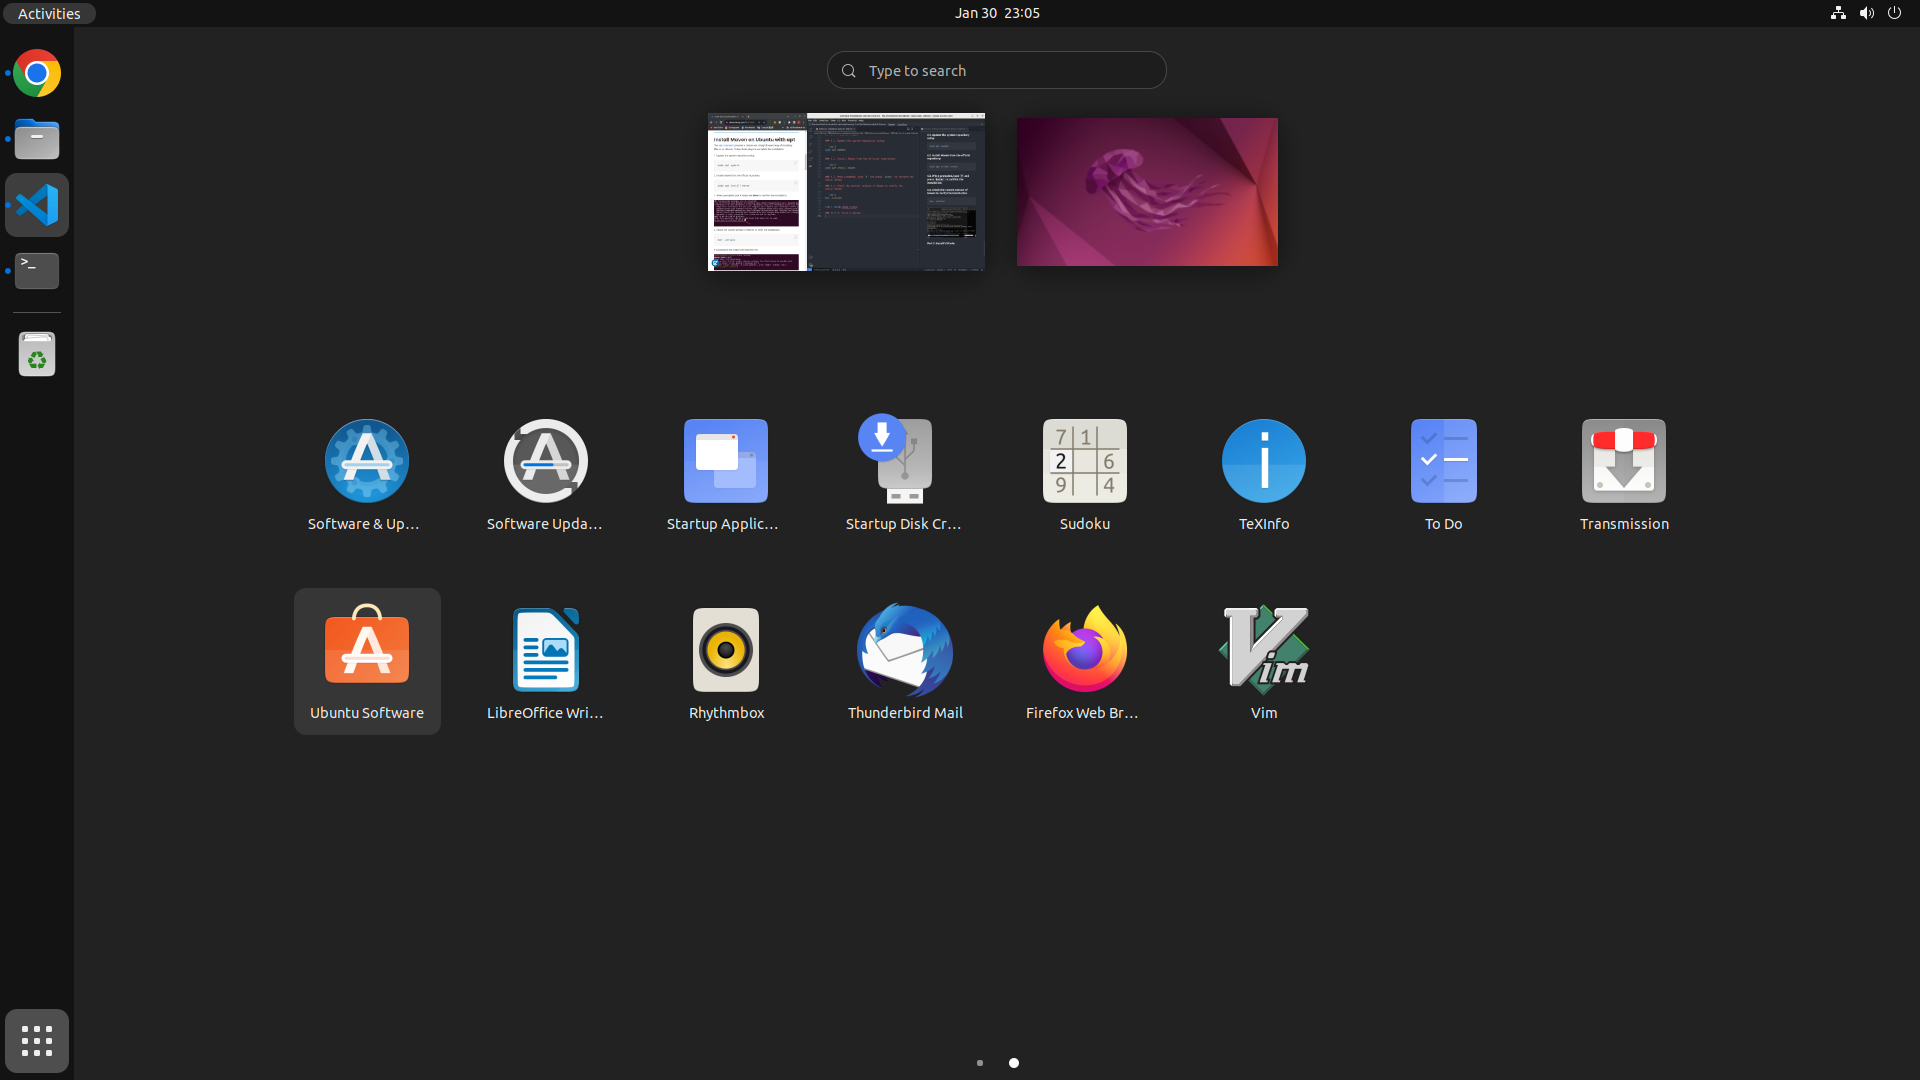 Activities
Jan 30 23:05
Type to search
Install Maven on Ubuntu with apt
Software & Up...
Software Upda...
Startup Applic...
Startup Disk Cr...
7 1
2 6
9 4
Sudoku
TeXInfo
To Do
Transmission
Ubuntu Software
LibreOffice Wri...
Rhythmbox
Thunderbird Mail
Firefox Web Br...
Vim
Vim